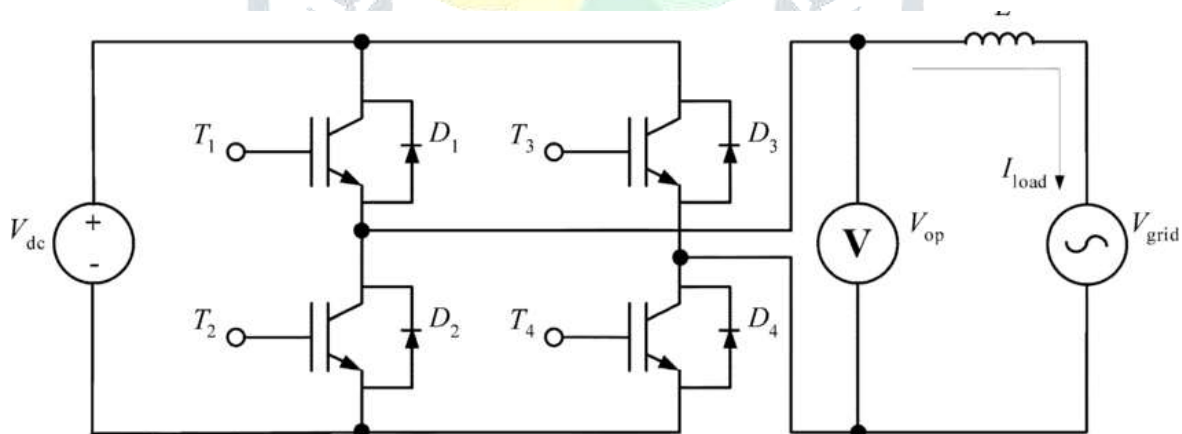 T1
D1
T3
D3
Iload
Vdc
+
-
V
Vop
Vgrid
T2
D2
T4
D4